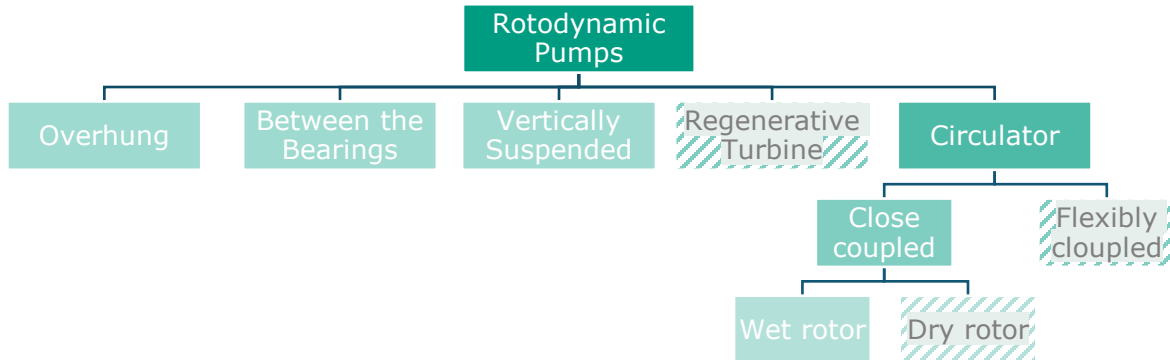 Rotodynamic
Pumps
Overhung
Between the
Bearings
Vertically
Suspended
Regenerative
Turbine
Circulator
Close
coupled
Flexibly
cloupled
Wet rotor
Dry rotor